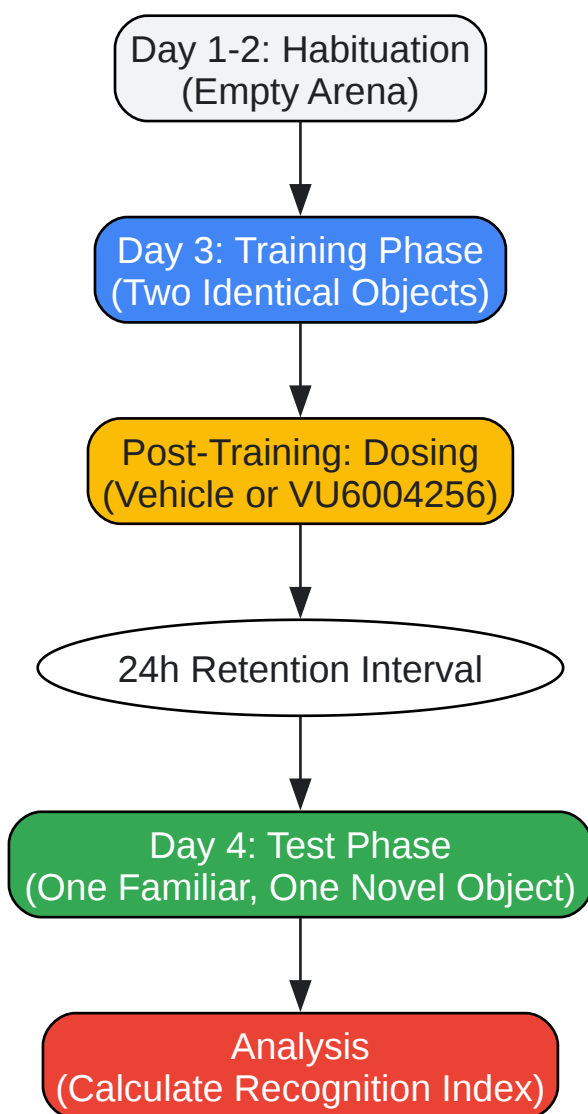 Day 1-2: Habituation
(Empty Arena)
Day 3: Training Phase
(Two Identical Objects)
Post-Training: Dosing
(Vehicle or VU6004256)
24h Retention Interval
Day 4: Test Phase
(One Familiar, One Novel Object)
Analysis
(Calculate Recognition Index)